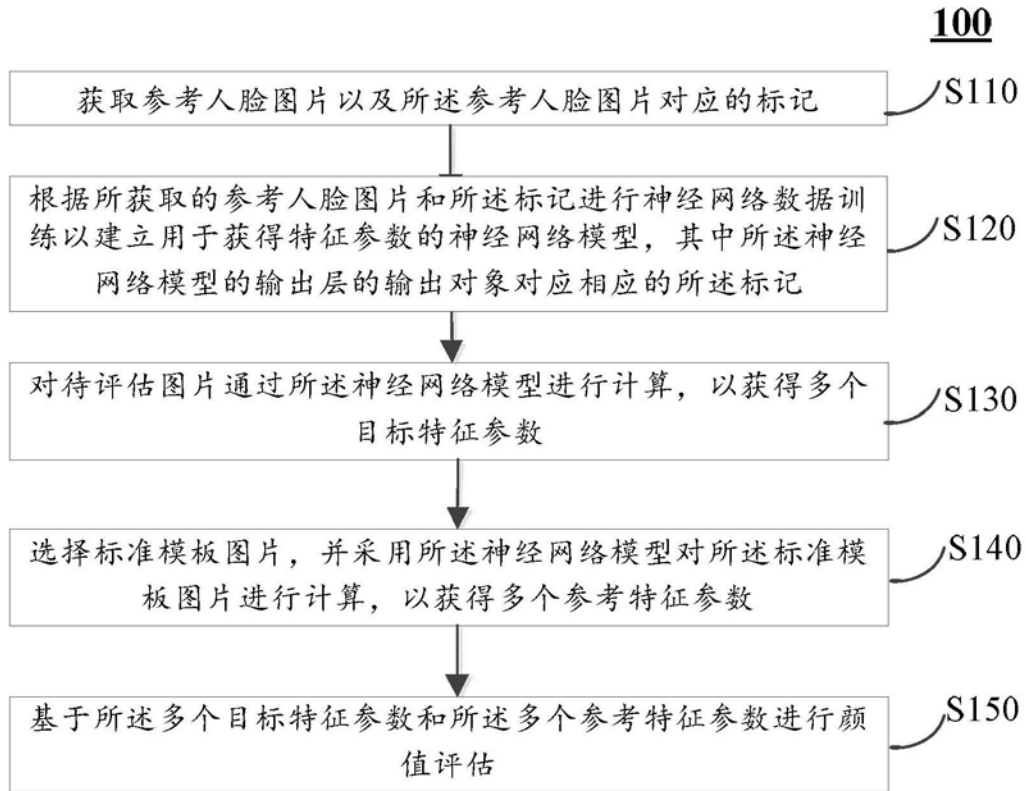 100
获取参考人脸图片以及所述参考人脸图片对应的标记
S110
根据所获取的参考人脸图片和所述标记进行神经网络数据训
练以建立用于获得特征参数的神经网络模型，其中所述神经
网络模型的输出层的输出对象对应相应的所述标记
S120
对待评估图片通过所述神经网络模型进行计算，以获得多个
目标特征参数
S130
选择标准模板图片，并采用所述神经网络模型对所述标准模
板图片进行计算，以获得多个参考特征参数
S140
基于所述多个目标特征参数和所述多个参考特征参数进行颜
值评估
S150